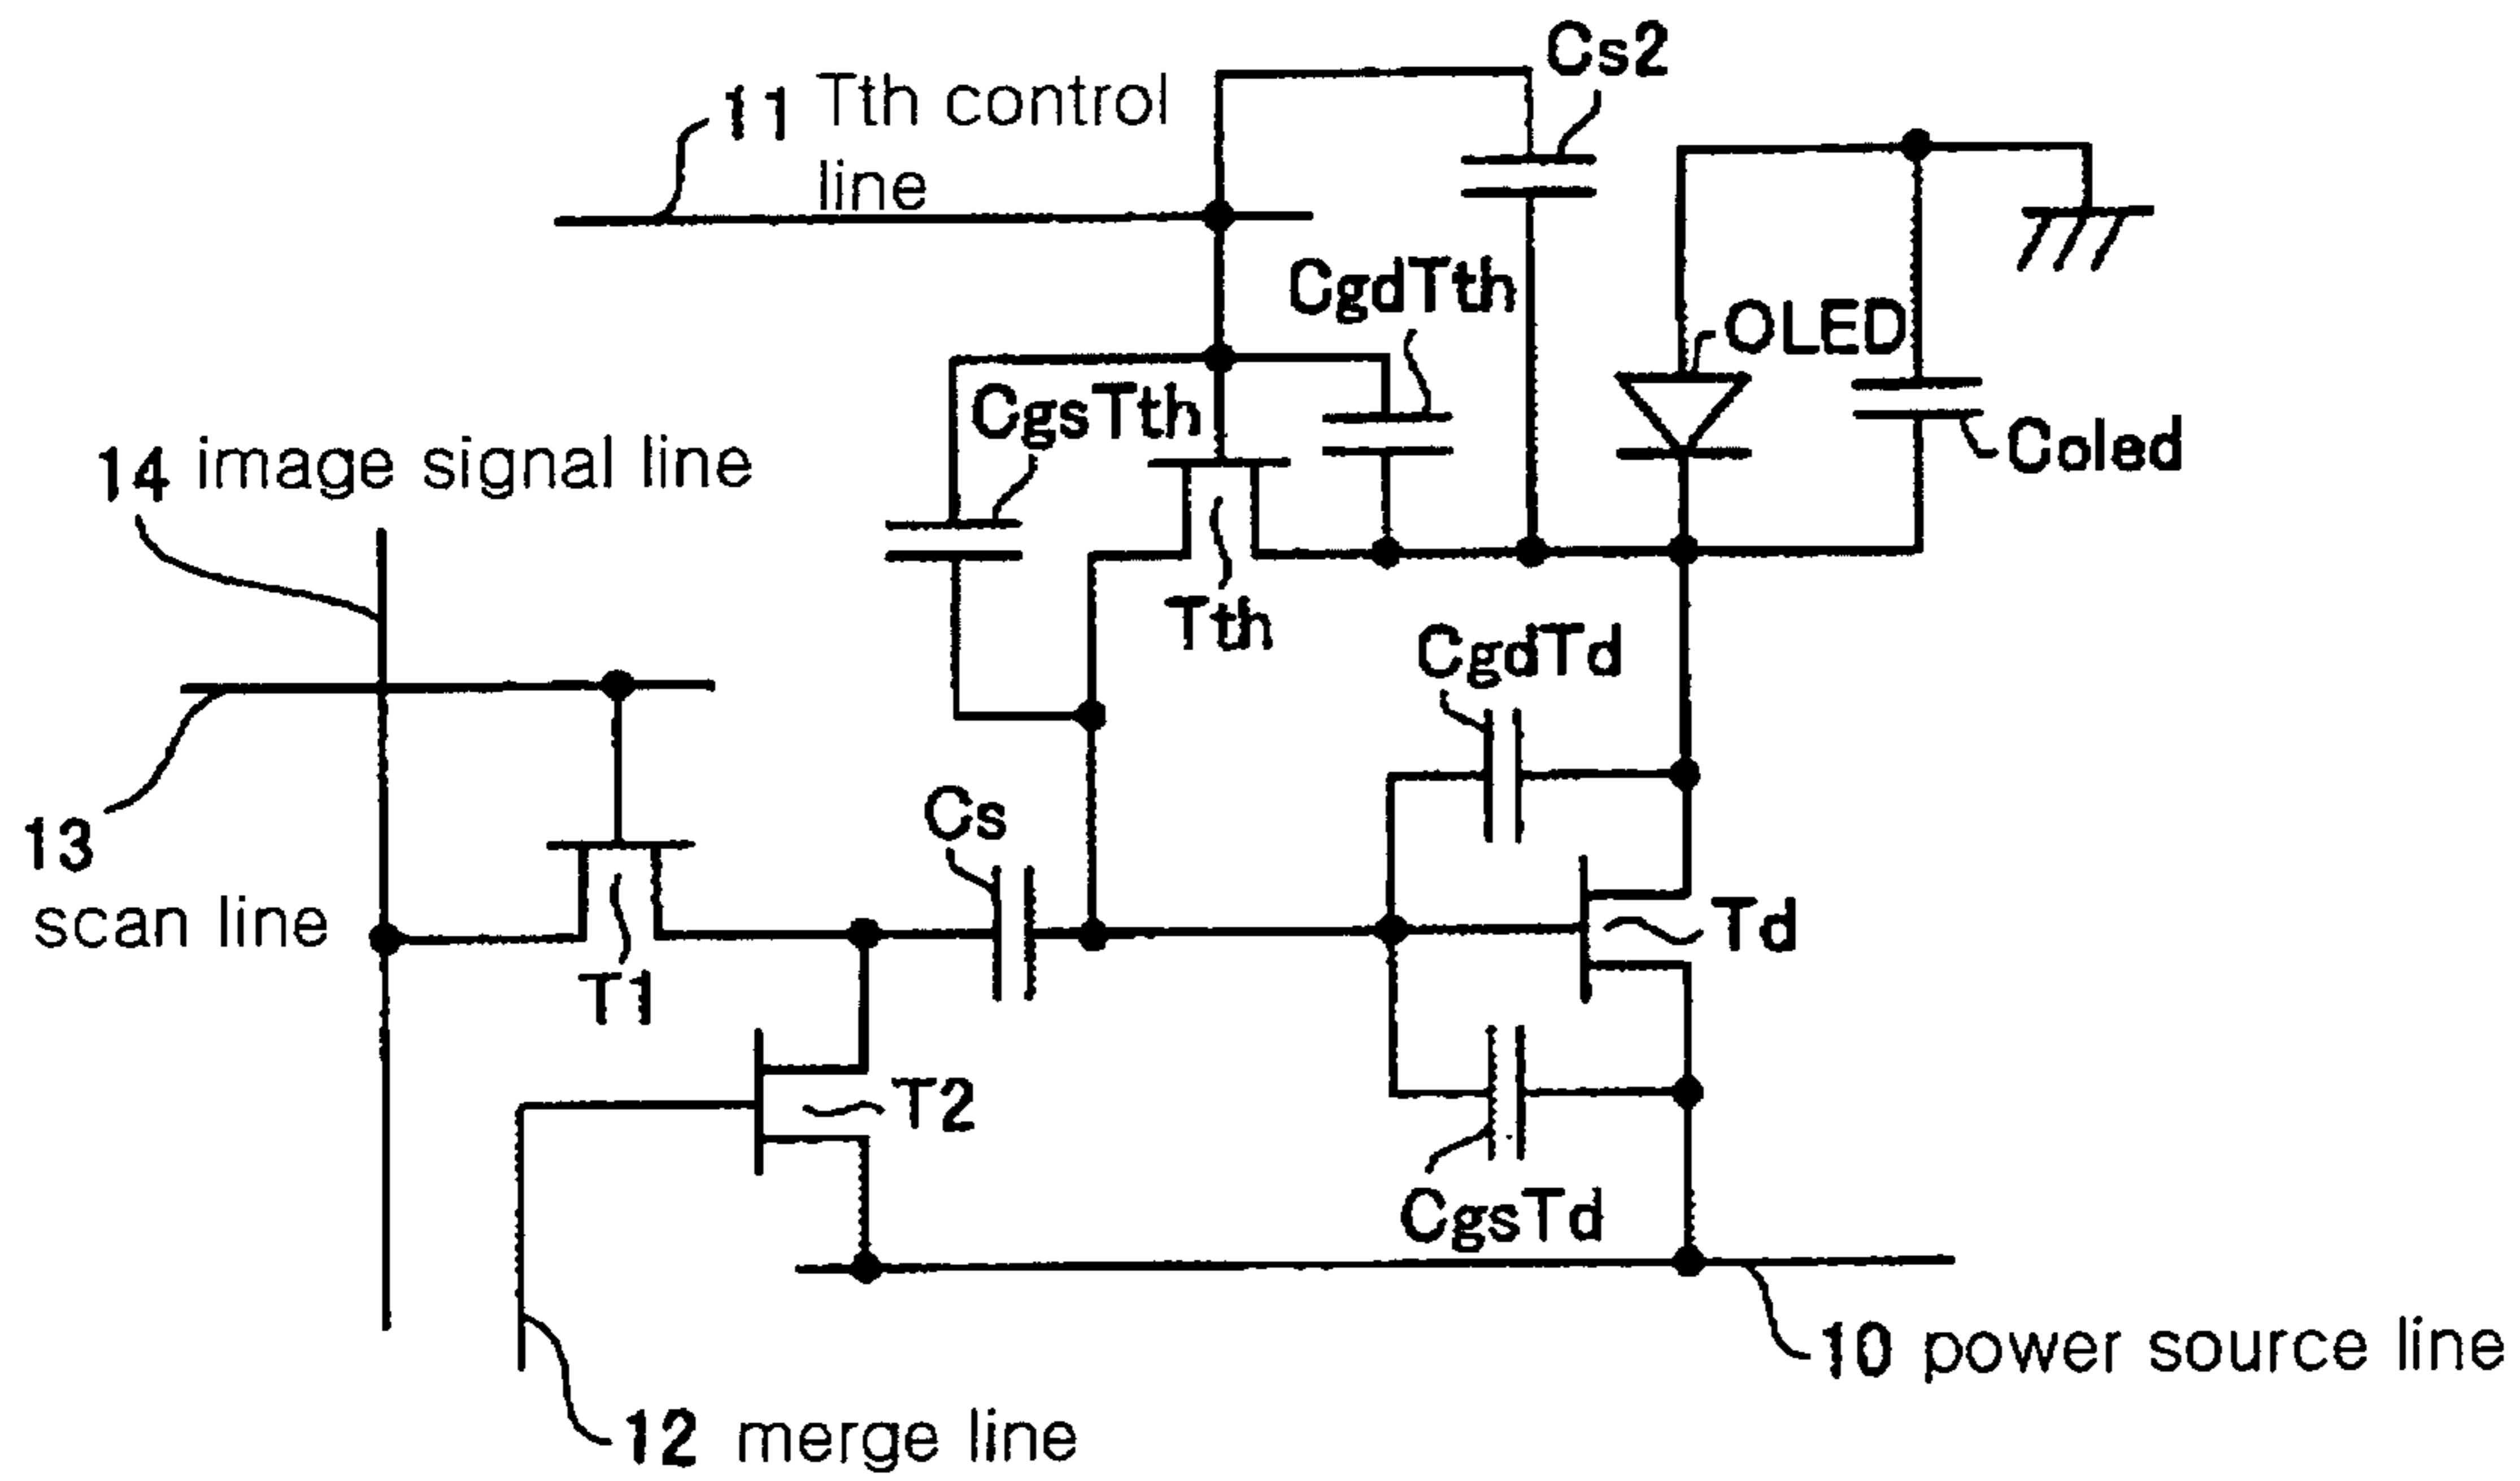 Cs2
11 Tth control
line
CgdTth
OLED
CgsTth
Coled
14 image signal line
Tth
CgdTd
Cs
13
scan line
Td
T1
T2
CgsTd
10 power source line
12 merge line